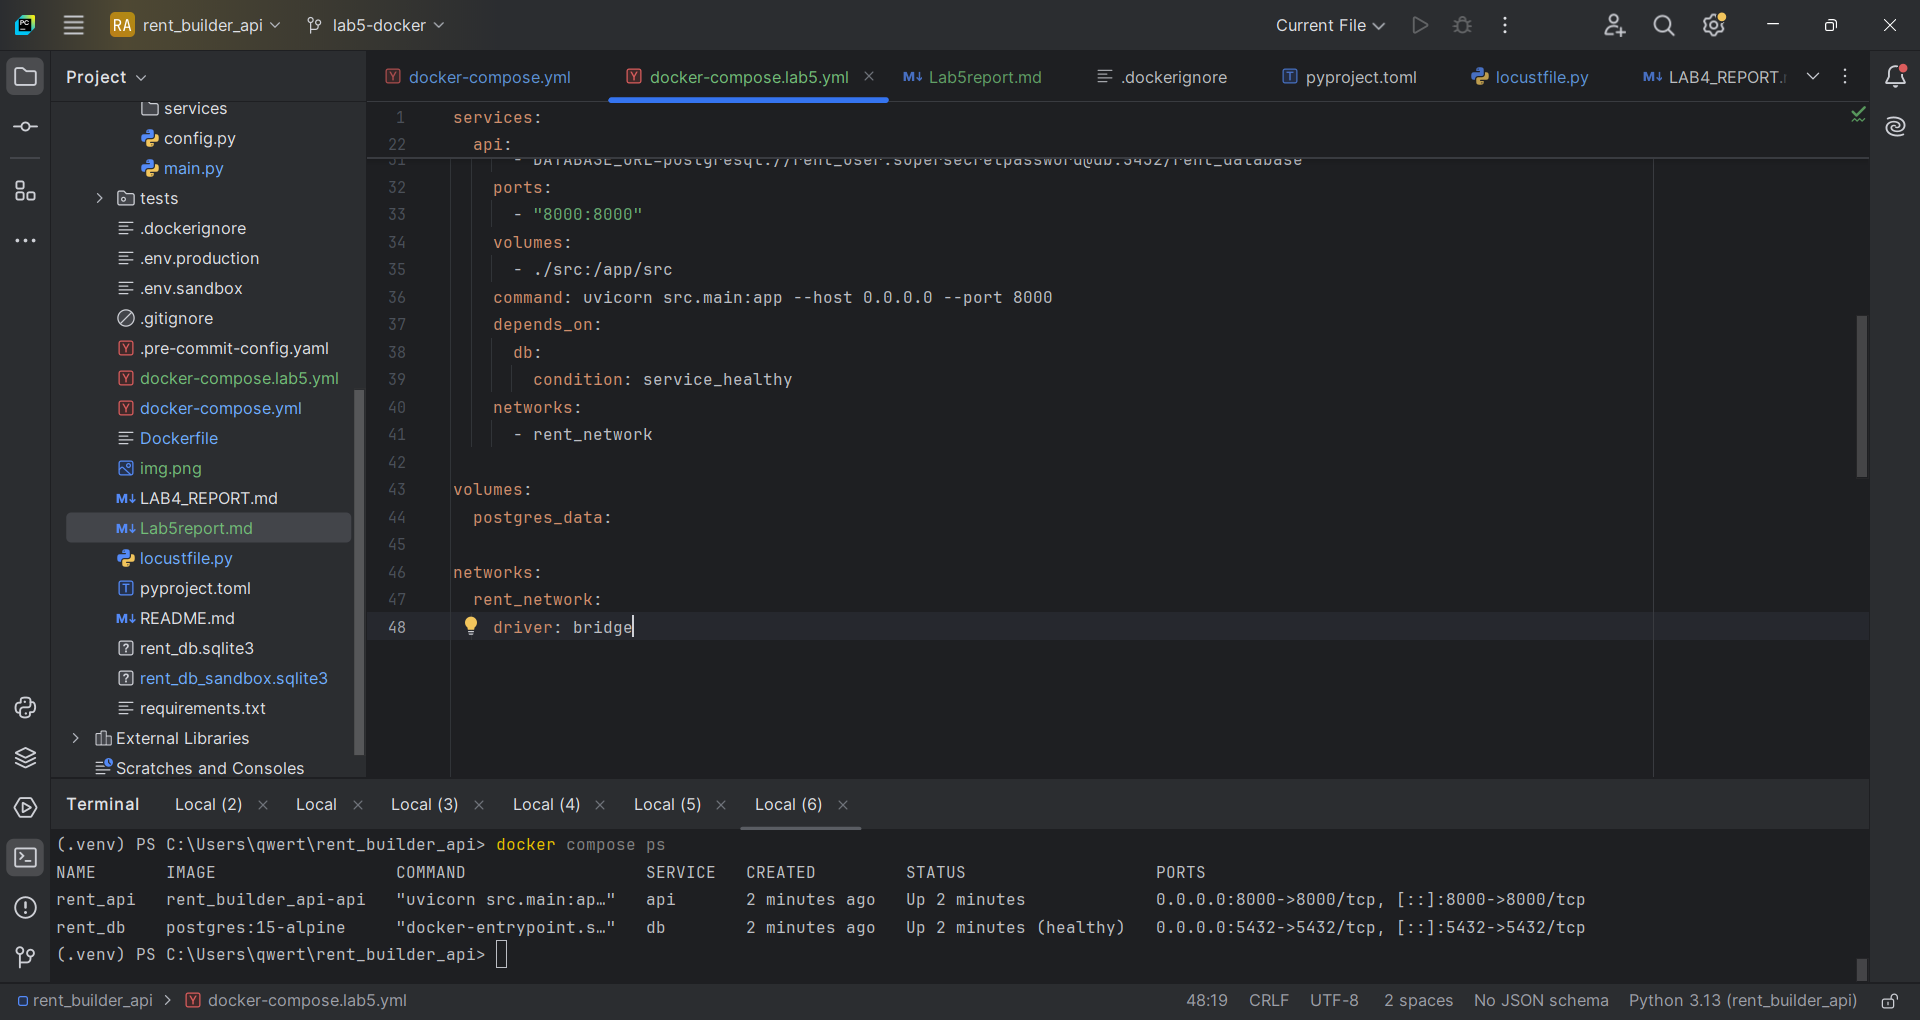 RA rent_builder_api lab5-docker Current File
Project
docker-compose.yml docker-compose.lab5.yml Lab5report.md .dockerignore pyproject.toml locustfile.py LAB4_REPORT.
services
config.py
main.py
tests
.dockerignore
.env.production
.env.sandbox
.gitignore
.pre-commit-config.yaml
docker-compose.lab5.yml
docker-compose.yml
Dockerfile
img.png
LAB4_REPORT.md
Lab5report.md
locustfile.py
pyproject.toml
README.md
rent_db.sqlite3
rent_db_sandbox.sqlite3
requirements.txt
External Libraries
Scratches and Consoles
1 services:
22 api:
31 - DATABASE_URL=postgresql://rent_user:supersecretpassword@db:5432/rent_database
32 ports:
33 - "8000:8000"
34 volumes:
35 - ./src:/app/src
36 command: uvicorn src.main:app --host 0.0.0.0 --port 8000
37 depends_on:
38 db:
39 condition: service_healthy
40 networks:
41 - rent_network
42
43 volumes:
44 postgres_data:
45
46 networks:
47 rent_network:
48 driver: bridge
Terminal Local (2) Local Local (3) Local (4) Local (5) Local (6)
(.venv) PS C:\Users\qwert\rent_builder_api> docker compose ps
NAME IMAGE COMMAND SERVICE CREATED STATUS PORTS
rent_api rent_builder_api-api "uvicorn src.main:ap…" api 2 minutes ago Up 2 minutes 0.0.0.0:8000->8000/tcp, [::]:8000->8000/tcp
rent_db postgres:15-alpine "docker-entrypoint.s…" db 2 minutes ago Up 2 minutes (healthy) 0.0.0.0:5432->5432/tcp, [::]:5432->5432/tcp
(.venv) PS C:\Users\qwert\rent_builder_api>
rent_builder_api > docker-compose.lab5.yml 48:19 CRLF UTF-8 2 spaces No JSON schema Python 3.13 (rent_builder_api)